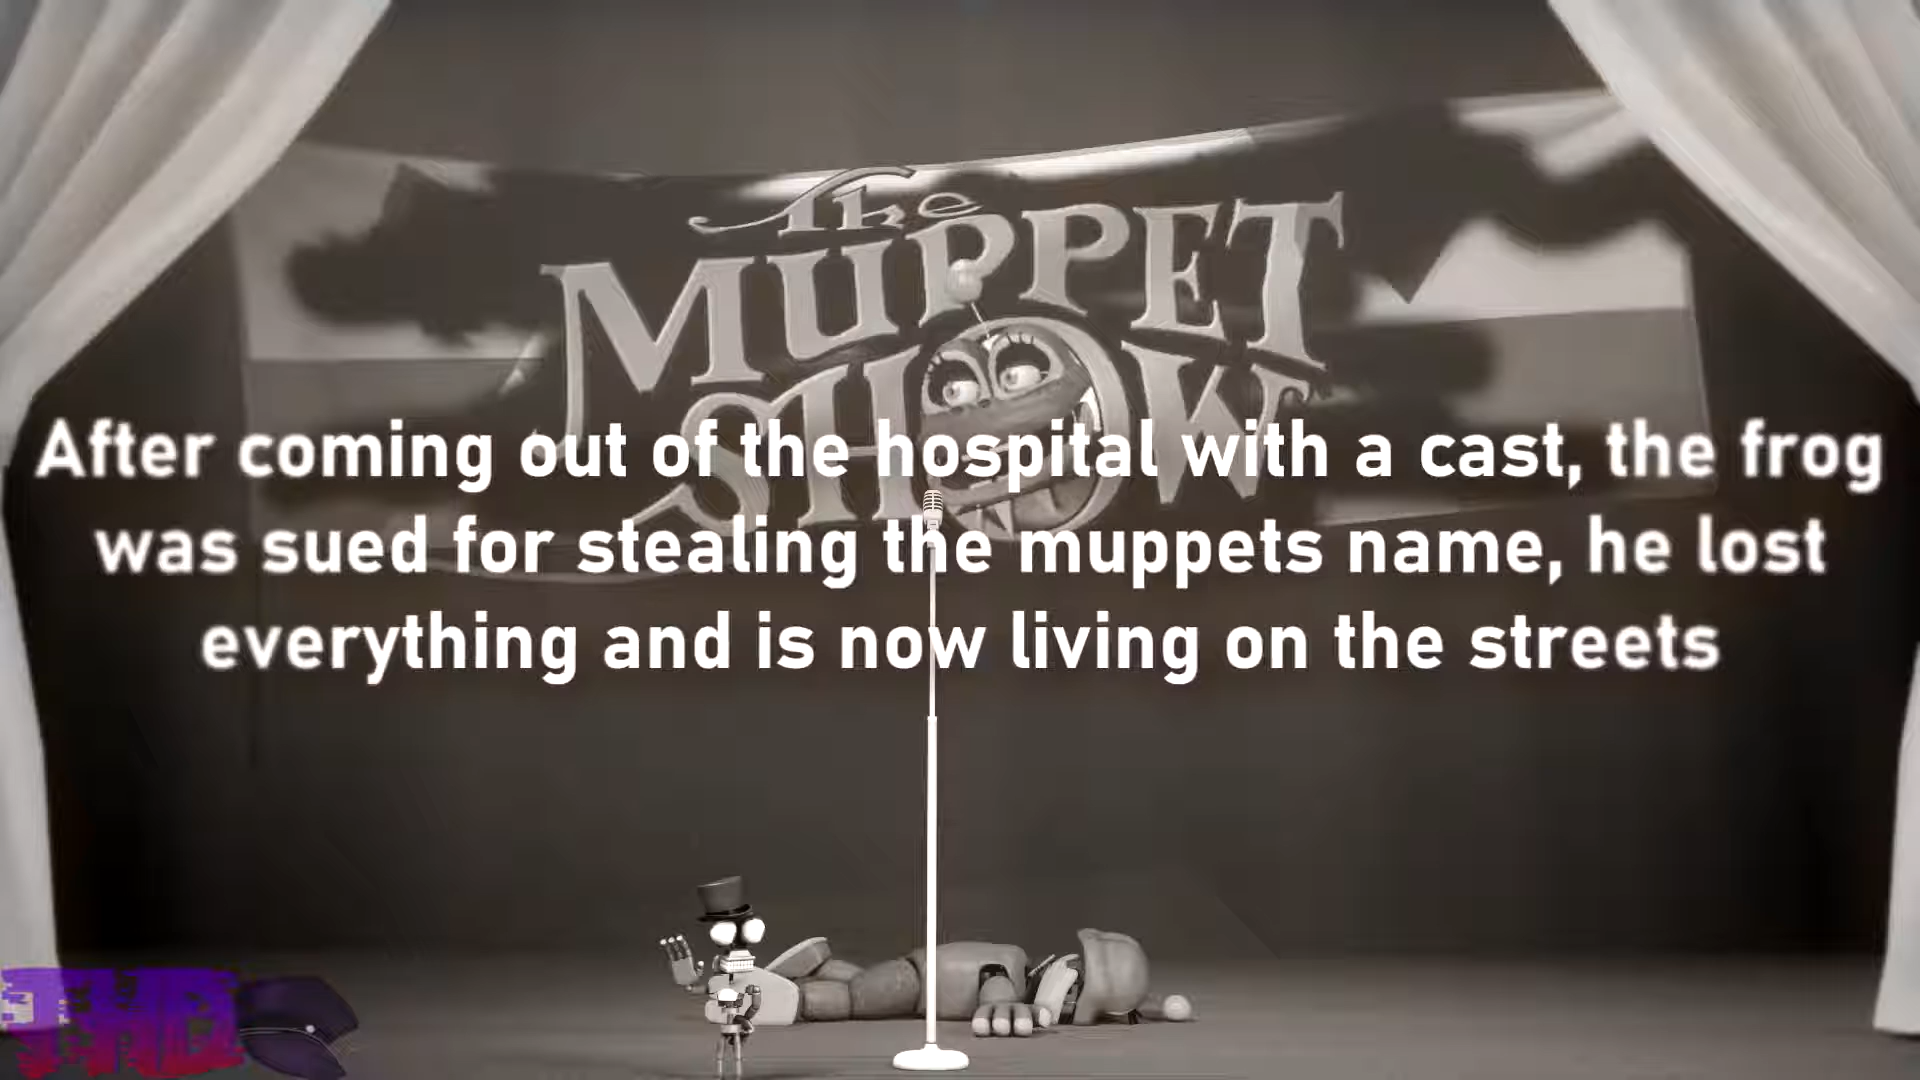 The
MUPPET
SHOW
After coming out of the hospital with a cast, the frog
was sued for stealing the muppets name, he lost
everything and is now living on the streets